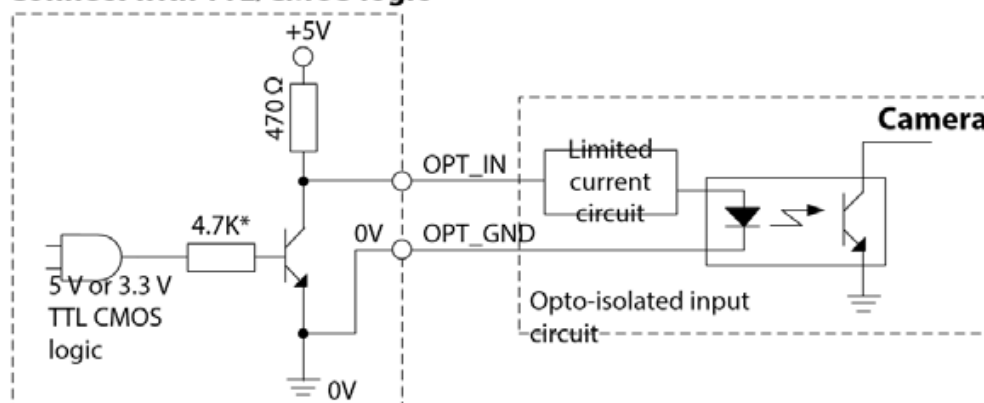 +5V
470 Ω
Camera
OPT_IN
Limited
current
circuit
4.7K*
0V
OPT_GND
5 V or 3.3 V
TTL CMOS
logic
Opto-isolated input
circuit
0V